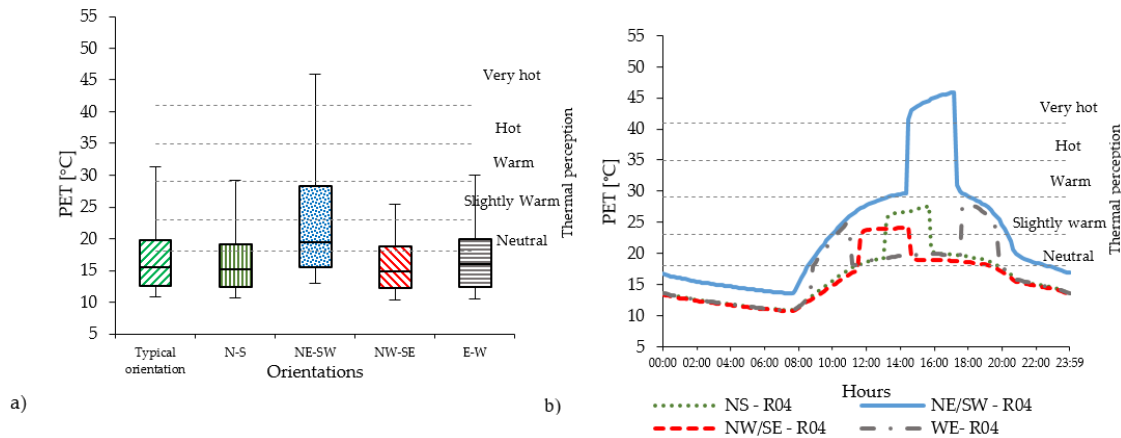 55
50
45
40
35
30
25
20
15
10
5
PET [°C]
Very hot
Hot
Warm
Slightly Warm
Neutral
Thermal perception
Typical
orientation
N-S
NE-SW
NW-SE
E-W
Orientations
a)
55
50
45
40
35
30
25
20
15
10
5
PET [°C]
Very hot
Hot
Warm
Slightly warm
Neutral
Thermal perception
00:00 02:00 04:00 06:00 08:00 10:00 12:00 14:00 16:00 18:00 20:00 22:00 23:59
Hours
b)
NS - R04
NE/SW - R04
NW/SE - R04
WE- R04